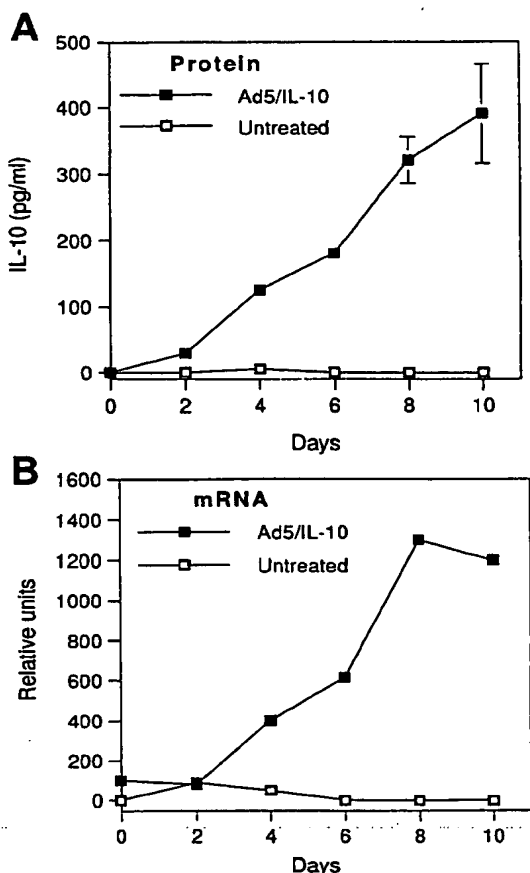 A
Protein
Ad5/IL-10
Untreated
IL-10 (pg/ml)
500
400
300
200
100
0
0 2 4 6 8 10
Days
B
mRNA
Ad5/IL-10
Untreated
Relative units
1600
1400
1200
1000
800
600
400
200
0
0 2 4 6 8 10
Days